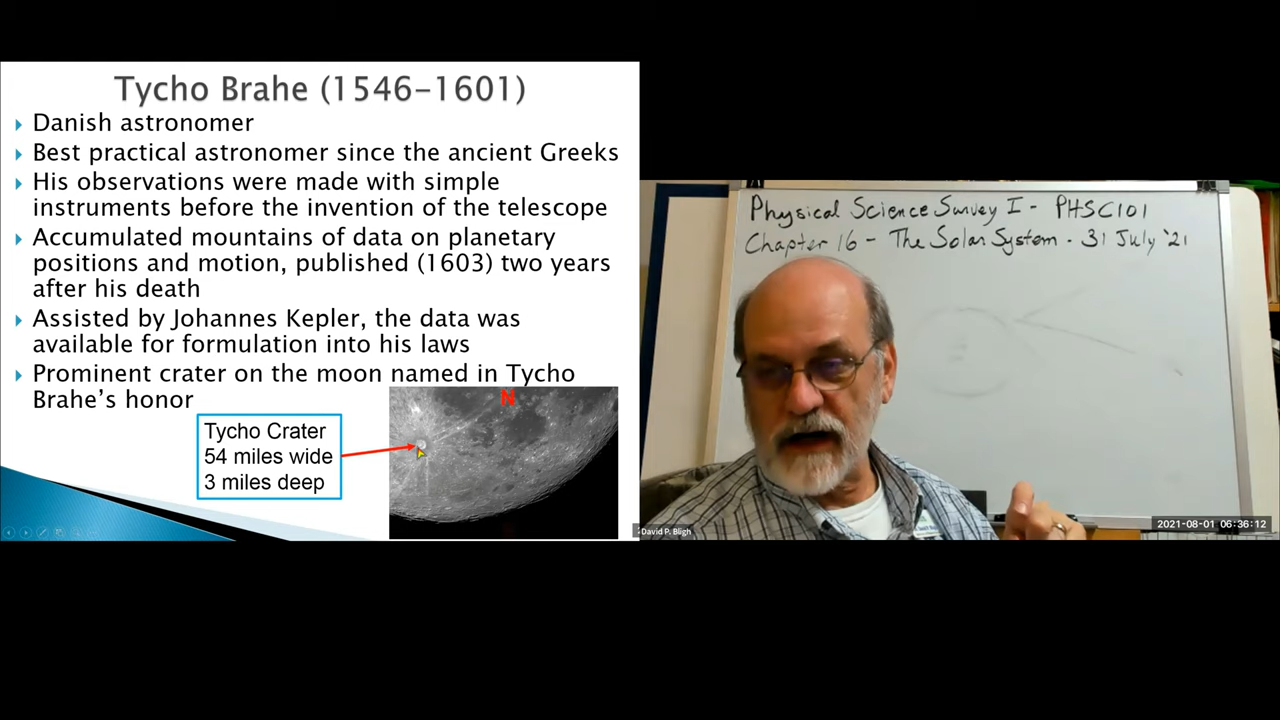 Tycho Brahe (1546-1601)
Danish astronomer
Best practical astronomer since the ancient Greeks
His observations were made with simple
instruments before the invention of the telescope
Accumulated mountains of data on planetary
positions and motion, published (1603) two years
after his death
Assisted by Johannes Kepler, the data was
available for formulation into his laws
Prominent crater on the moon named in Tycho
Brahe's honor
N
Tycho Crater
54 miles wide
3 miles deep
Physical Science Survey I - PHSC101
Chapter 16 - The Solar System - 31 July '21
David P. Bligh
2021-08-01 06:36:12